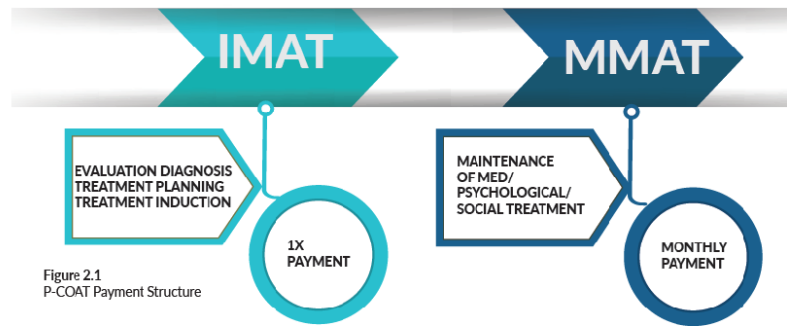 IMAT
MMAT
EVALUATION DIAGNOSIS
TREATMENT PLANNING
TREATMENT INDUCTION
1X
PAYMENT
MAINTENANCE
OF MED/
PSYCHOLOGICAL/
SOCIAL TREATMENT
MONTHLY
PAYMENT
Figure 2.1
P-COAT Payment Structure